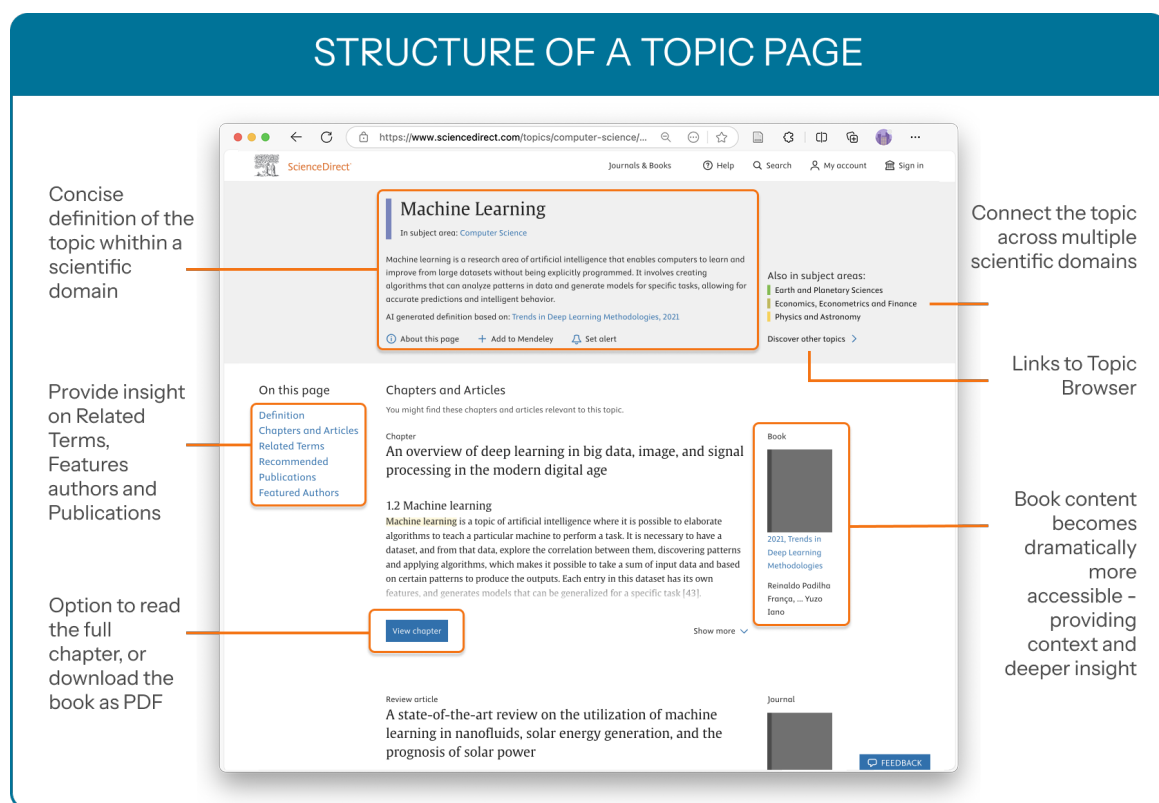 STRUCTURE OF A TOPIC PAGE
https://www.sciencedirect.com/topics/computer-science/...
ScienceDirect
Journals & Books
Help
Search
My account
Sign in
Concise
definition of the
topic whithin a
scientific
domain
Machine Learning
In subject area: Computer Science
Machine learning is a research area of artificial intelligence that enables computers to learn and
improve from large datasets without being explicitly programmed. It involves creating
algorithms that can analyze patterns in data and generate models for specific tasks, allowing for
accurate predictions and intelligent behavior.
AI generated definition based on: Trends in Deep Learning Methodologies, 2021
About this page
Add to Mendeley
Set alert
Also in subject areas:
Earth and Planetary Sciences
Economics, Econometrics and Finance
Physics and Astronomy
Discover other topics
Connect the topic
across multiple
scientific domains
Links to Topic
Browser
Provide insight
on Related
Terms,
Features
authors and
Publications
On this page
Definition
Chapters and Articles
Related Terms
Recommended
Publications
Featured Authors
Chapters and Articles
You might find these chapters and articles relevant to this topic.
Chapter
An overview of deep learning in big data, image, and signal
processing in the modern digital age
1.2 Machine learning
Machine learning is a topic of artificial intelligence where it is possible to elaborate
algorithms to teach a particular machine to perform a task. It is necessary to have a
dataset, and from that data, explore the correlation between them, discovering patterns
and applying algorithms, which makes it possible to take a sum of input data and based
on certain patterns to produce the outputs. Each entry in this dataset has its own
features, and generates models that can be generalized for a specific task [43].
View chapter
Show more
Book
2021, Trends in
Deep Learning
Methodologies
Reinaldo Padilha
França, ... Yuzo
Iano
Book content
becomes
dramatically
more
accessible -
providing
context and
deeper insight
Option to read
the full
chapter, or
download the
book as PDF
Review article
A state-of-the-art review on the utilization of machine
learning in nanofluids, solar energy generation, and the
prognosis of solar power
Journal
FEEDBACK